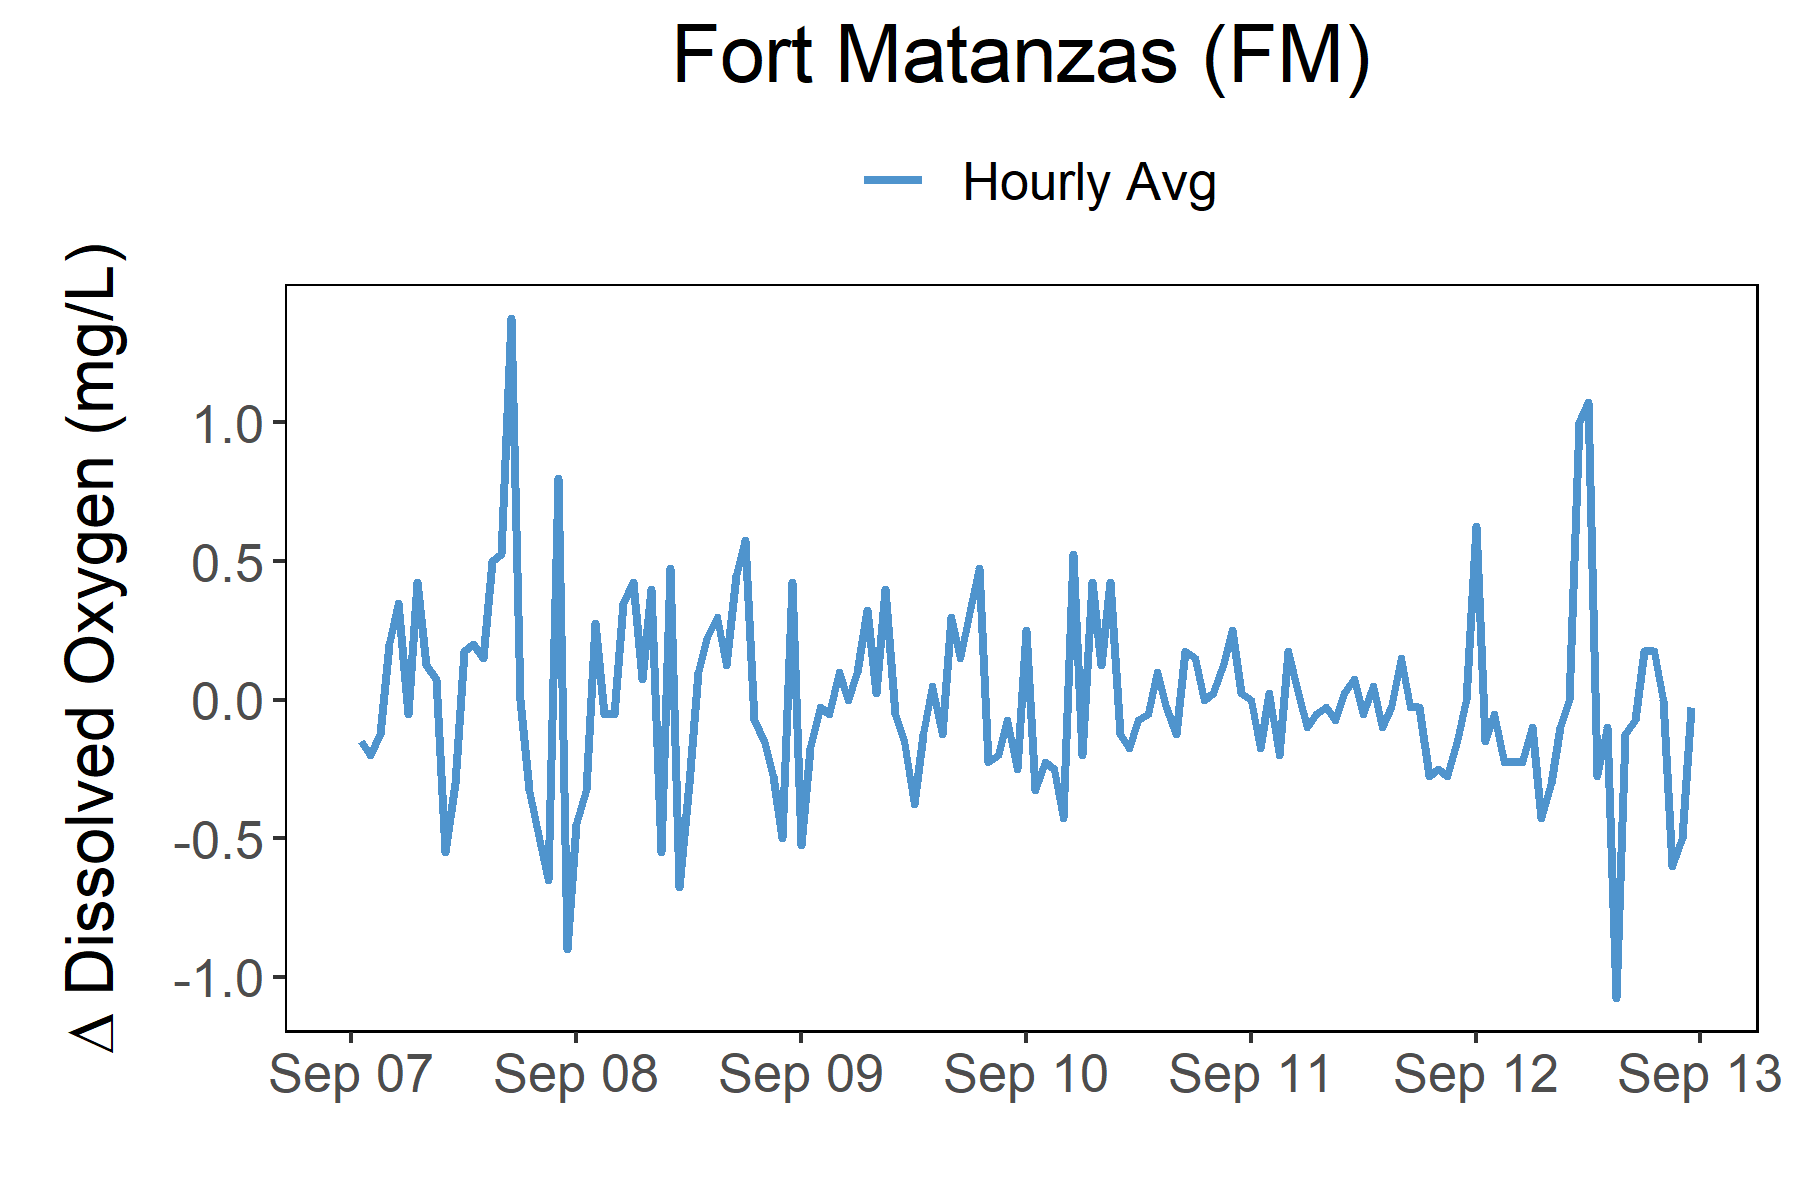 Fort Matanzas (FM)
Hourly Avg
Δ Dissolved Oxygen (mg/L)
1.0
0.5
0.0
-0.5
-1.0
Sep 07 Sep 08 Sep 09 Sep 10 Sep 11 Sep 12 Sep 13